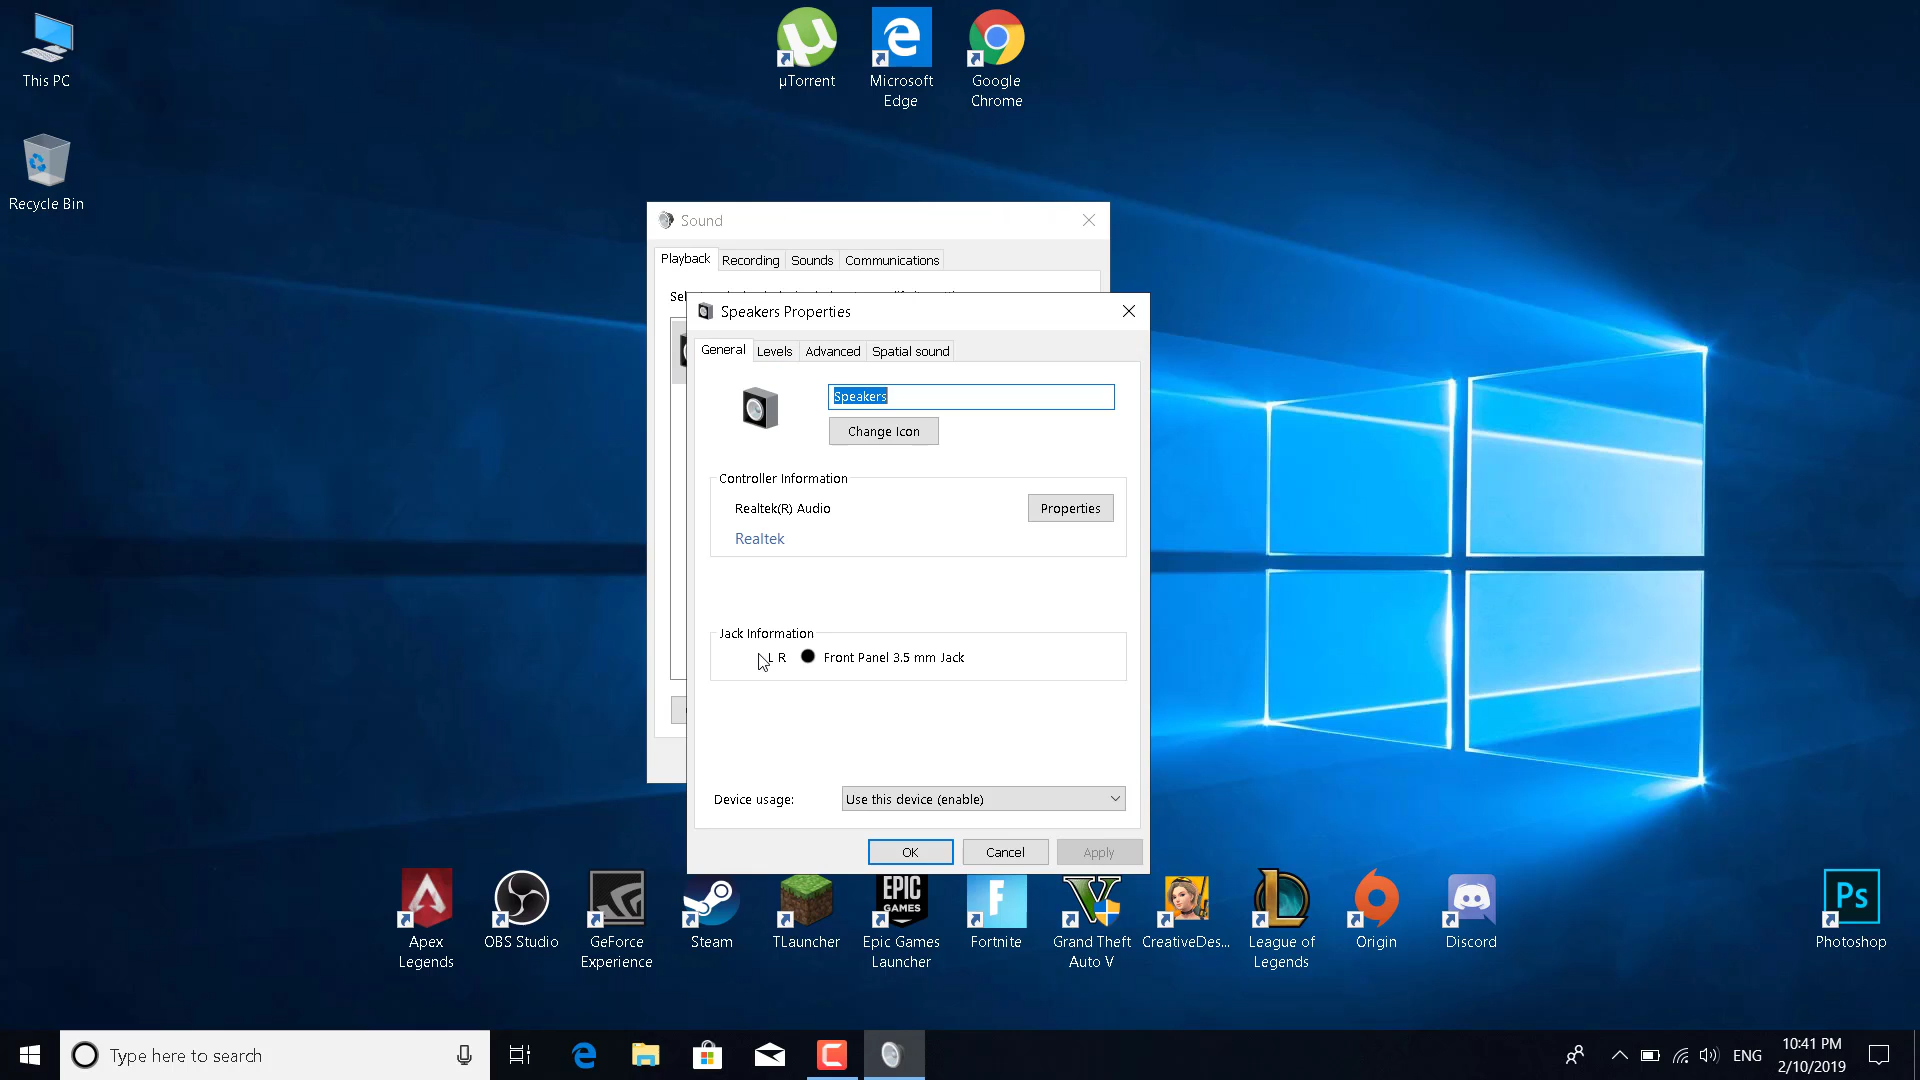 This PC
Recycle Bin
µTorrent
Microsoft
Edge
Google
Chrome
Sound
Playback
Recording
Sounds
Communications
Speakers Properties
General
Levels
Advanced
Spatial sound
Speakers
Change Icon
Controller Information
Realtek(R) Audio
Properties
Realtek
Jack Information
L R
Front Panel 3.5 mm Jack
Device usage:
Use this device (enable)
OK
Cancel
Apply
EPIC
GAMES
Ps
Apex
Legends
OBS Studio
GeForce
Experience
Steam
TLauncher
Epic Games
Launcher
Fortnite
Grand Theft
Auto V
CreativeDes...
League of
Legends
Origin
Discord
Photoshop
Type here to search
ENG
10:41 PM
2/10/2019